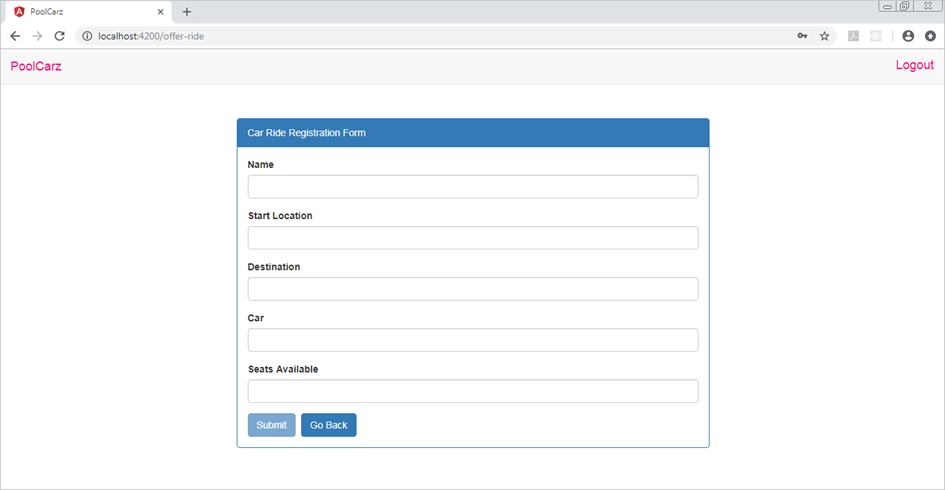 PoolCarz
localhost:4200/offer-ride
PoolCarz
Logout
Car Ride Registration Form
Name
Start Location
Destination
Car
Seats Available
Submit
Go Back